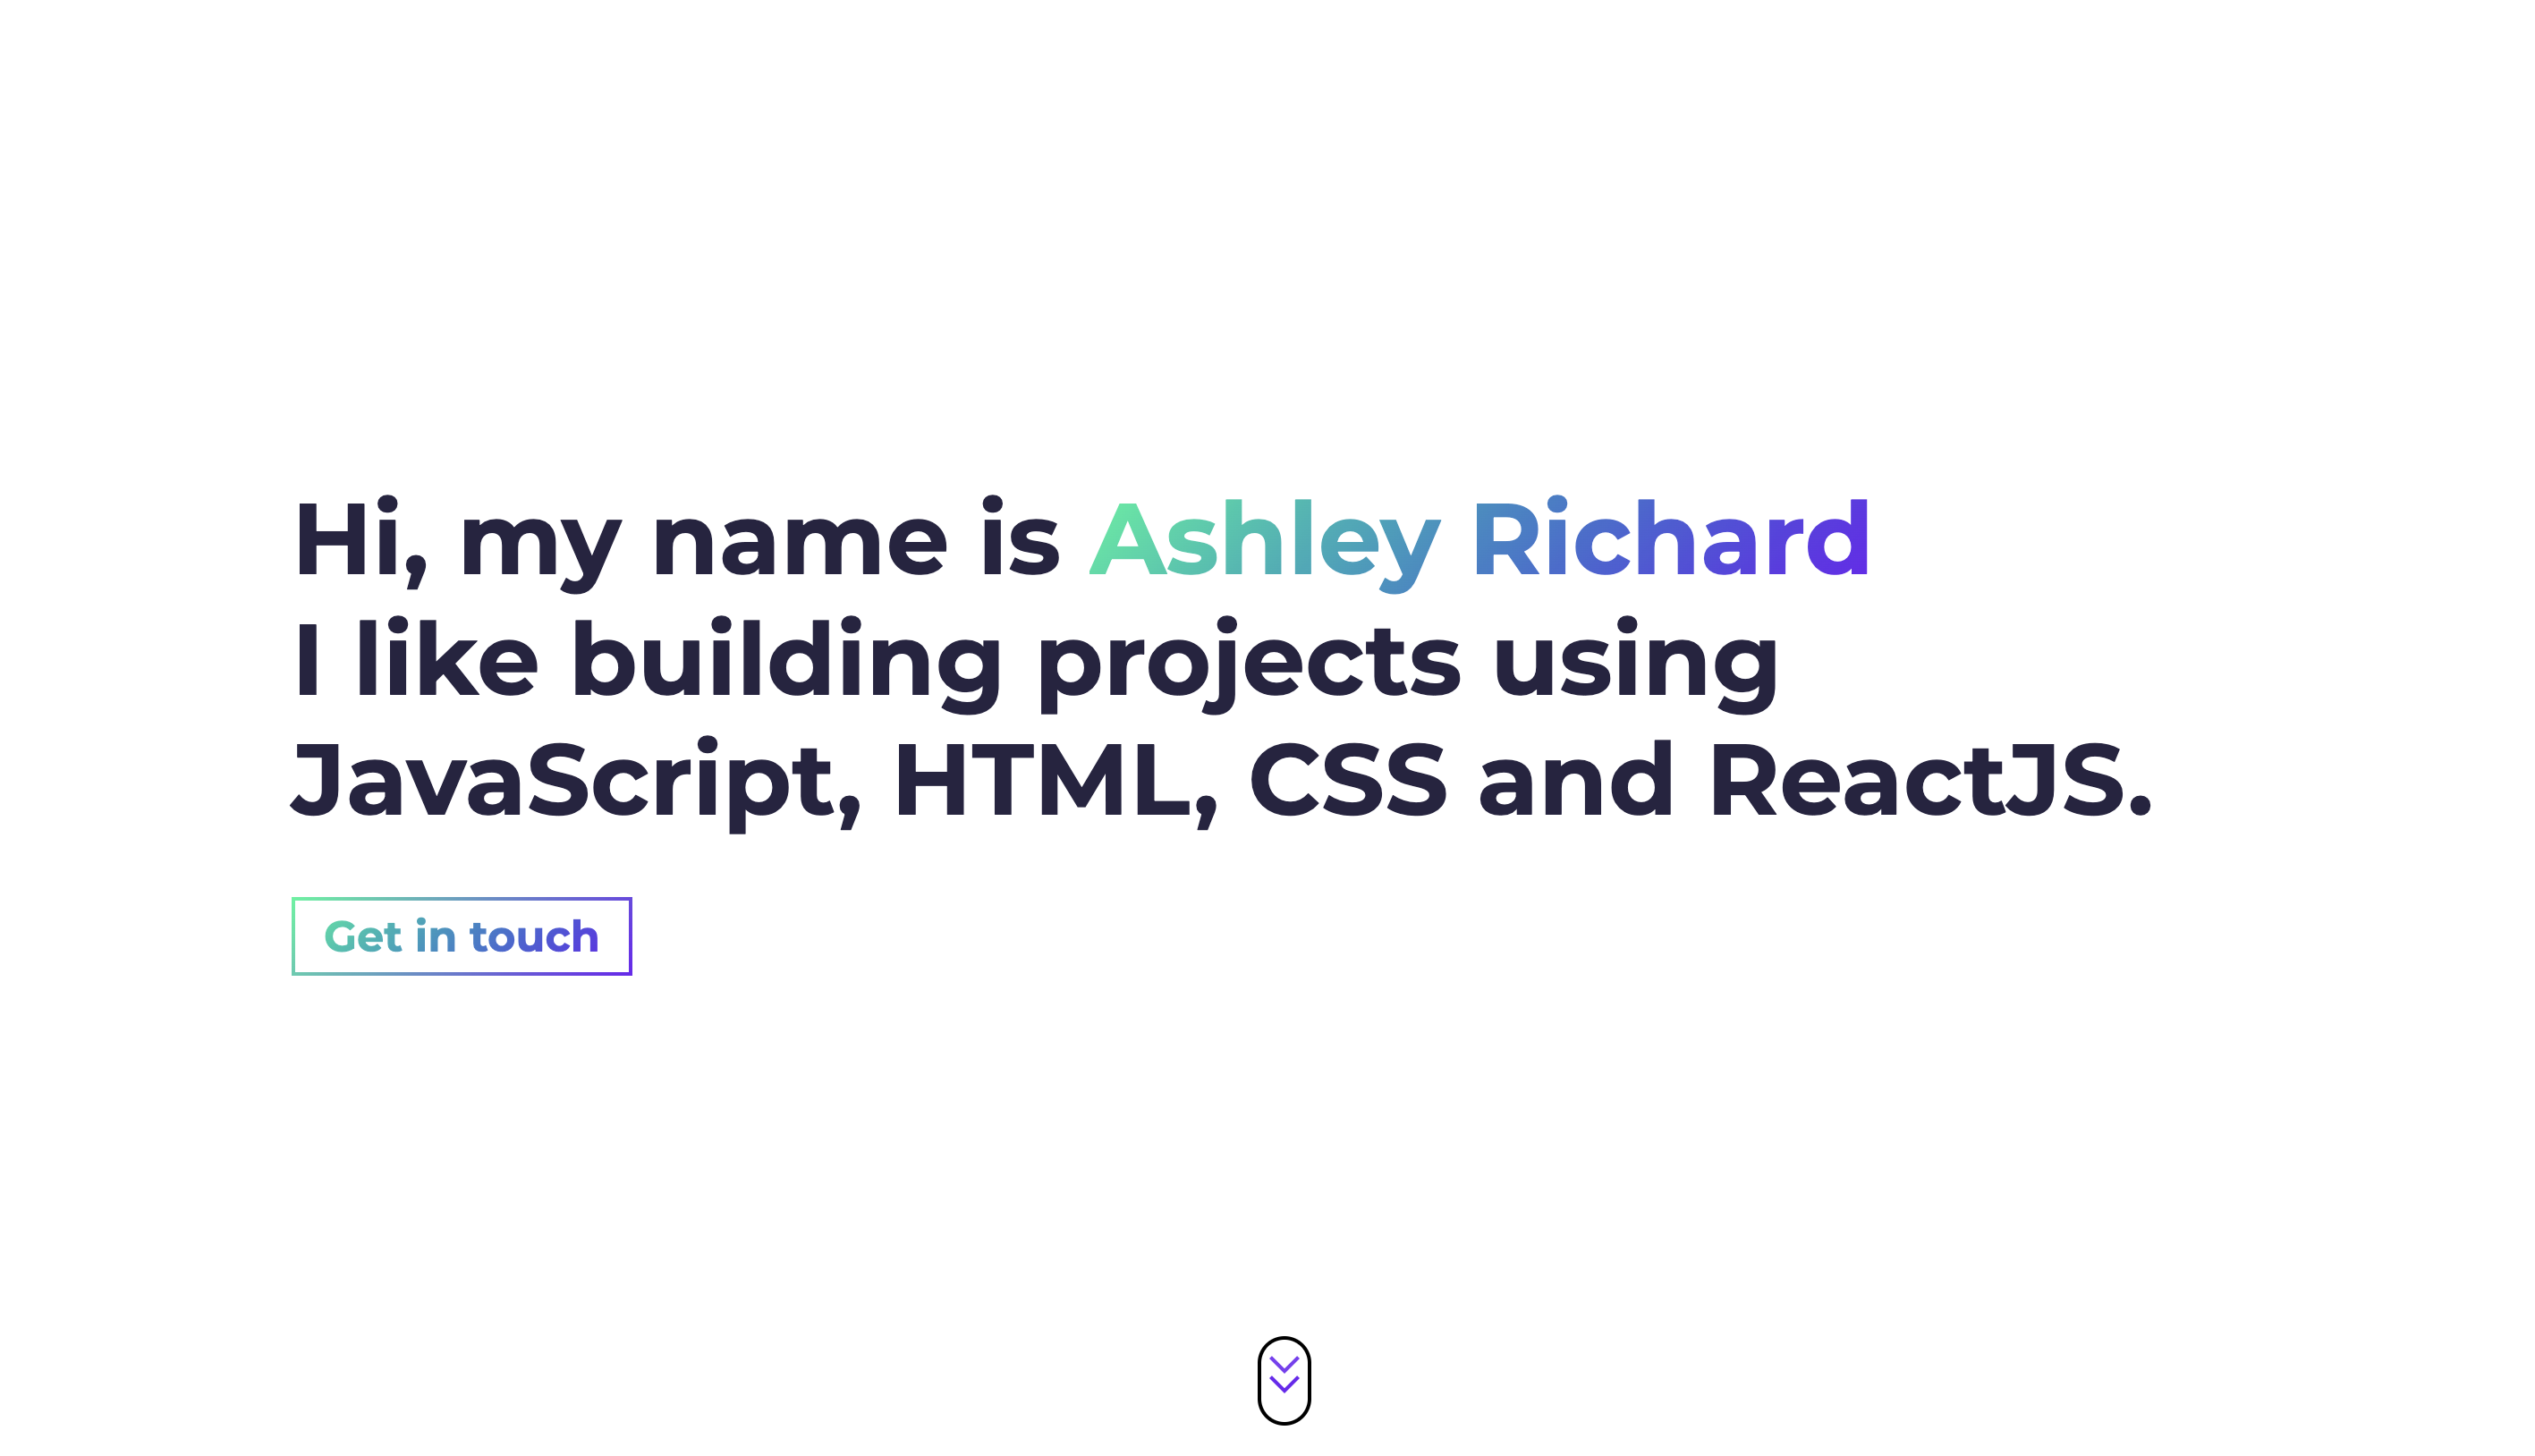 Hi, my name is Ashley Richard
I like building projects using
JavaScript, HTML, CSS and ReactJS.
Get in touch